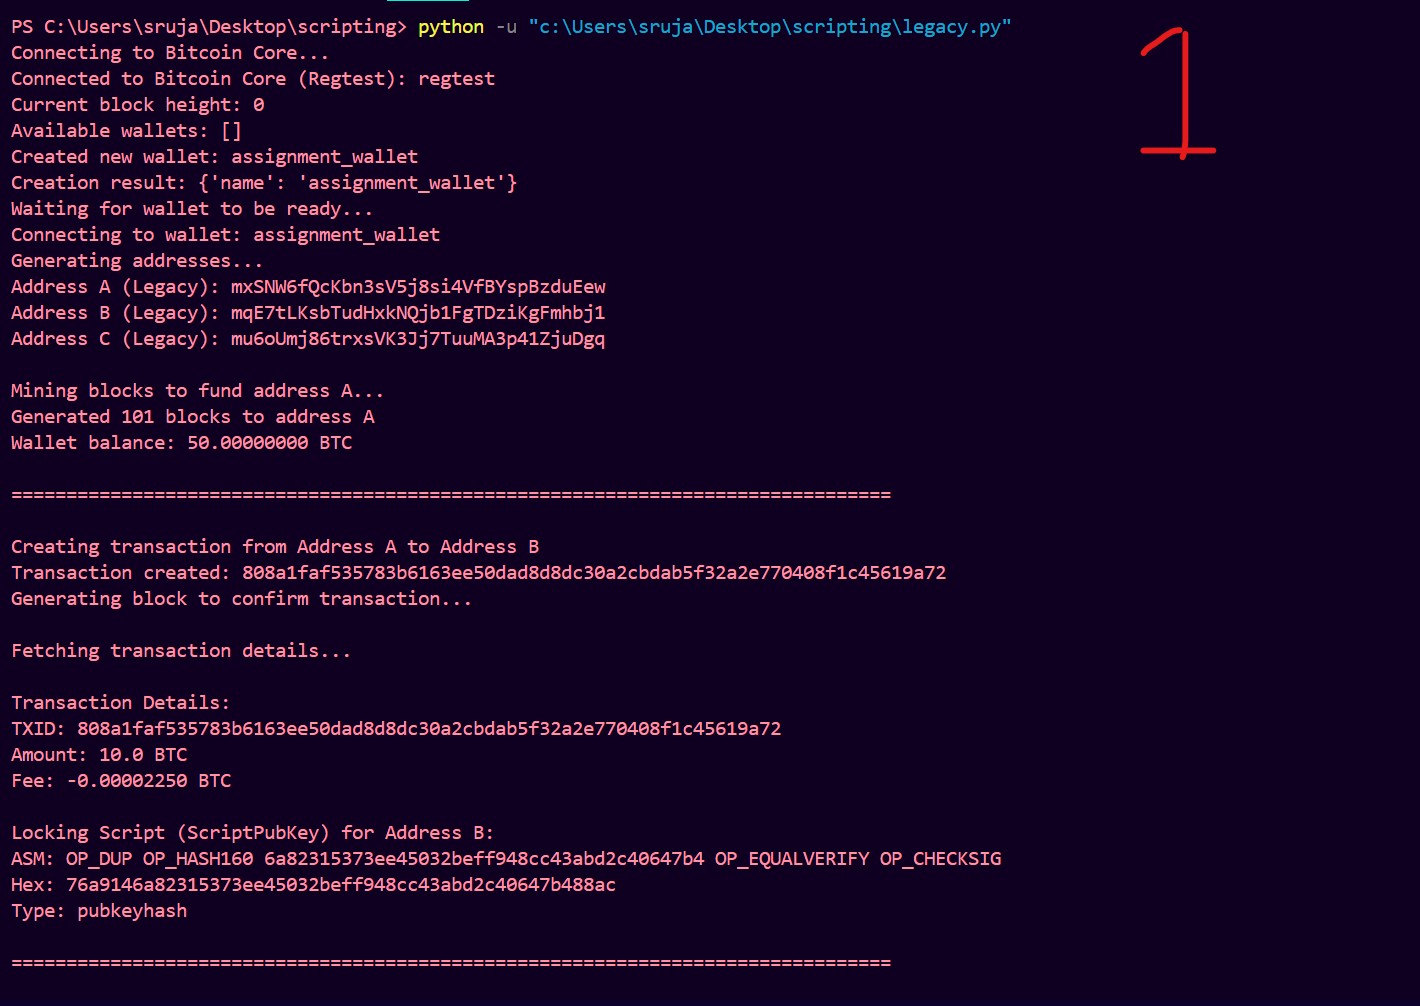 PS C:\Users\sruja\Desktop\scripting> python -u "c:\Users\sruja\Desktop\scripting\legacy.py"
1
Connecting to Bitcoin Core...
Connected to Bitcoin Core (Regtest): regtest
Current block height: 0
Available wallets: []
Created new wallet: assignment_wallet
Creation result: {'name': 'assignment_wallet'}
Waiting for wallet to be ready...
Connecting to wallet: assignment_wallet
Generating addresses...
Address A (Legacy): mxSNW6fQcKbn3sV5j8si4VfBYspBzduEew
Address B (Legacy): mqE7tLKsbTudHxkNQjb1FgTDziKgFmhbj1
Address C (Legacy): mu6oUmj86trxsVK3Jj7TuuMA3p41ZjuDgq
Mining blocks to fund address A...
Generated 101 blocks to address A
Wallet balance: 50.00000000 BTC
================================================================================
Creating transaction from Address A to Address B
Transaction created: 808a1faf535783b6163ee50dad8d8dc30a2cbdab5f32a2e770408f1c45619a72
Generating block to confirm transaction...
Fetching transaction details...
Transaction Details:
TXID: 808a1faf535783b6163ee50dad8d8dc30a2cbdab5f32a2e770408f1c45619a72
Amount: 10.0 BTC
Fee: -0.00002250 BTC
Locking Script (ScriptPubKey) for Address B:
ASM: OP_DUP OP_HASH160 6a82315373ee45032beff948cc43abd2c40647b4 OP_EQUALVERIFY OP_CHECKSIG
Hex: 76a9146a82315373ee45032beff948cc43abd2c40647b488ac
Type: pubkeyhash
================================================================================